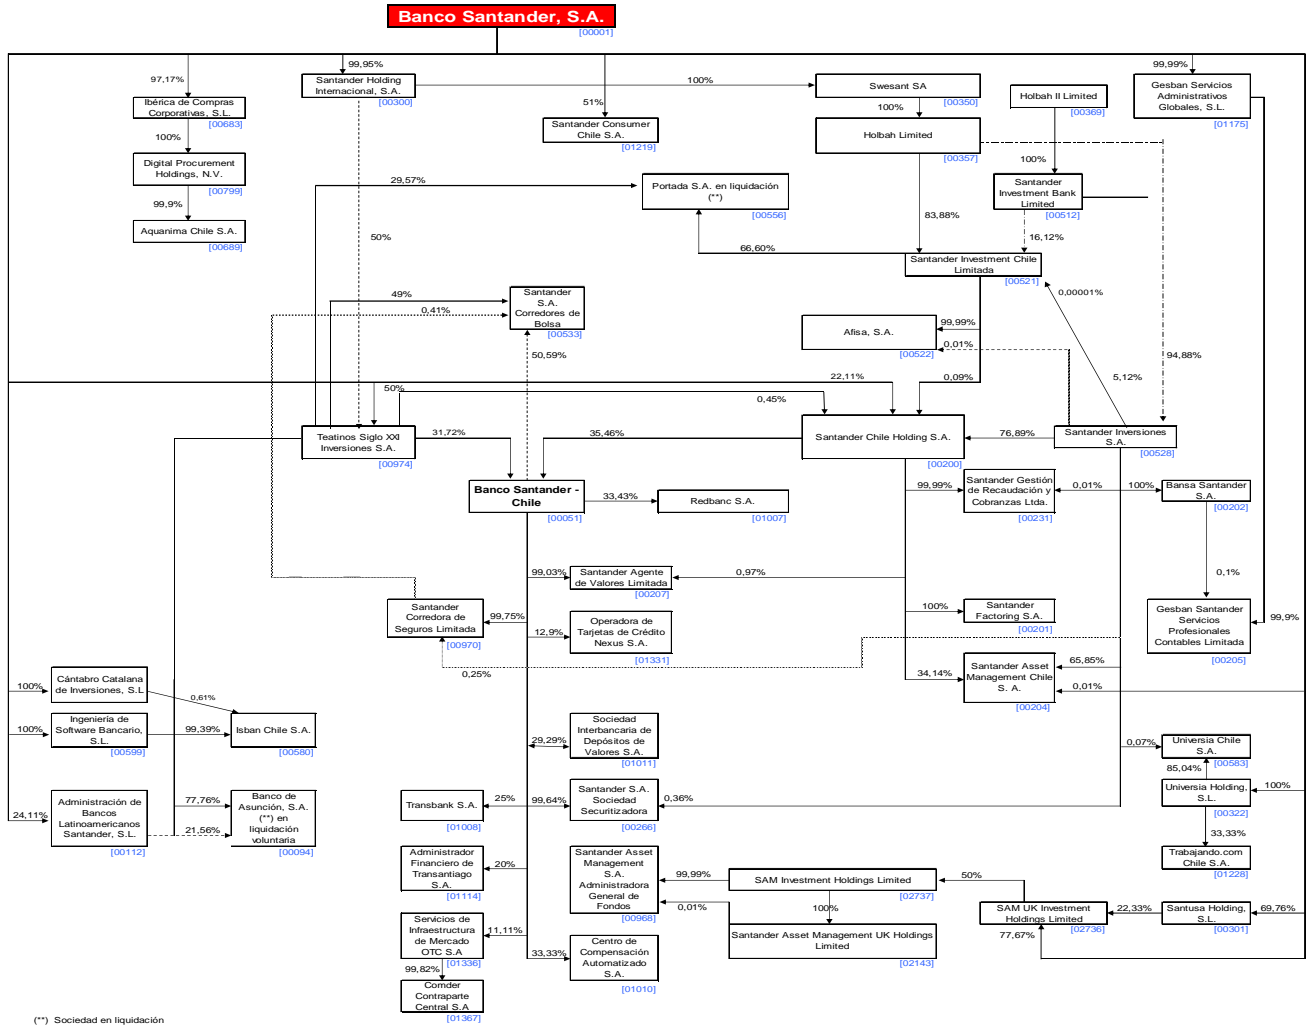 Banco Santander, S.A.
[00001]
99,95%
99,99%
97,17%
Santander Holding
Internacional, S.A.
[00300]
100%
Swesant SA
[00350]
Holbah II Limited
[00369]
Gesban Servicios
Administrativos
Globales, S.L.
[01175]
Ibérica de Compras
Corporativas, S.L.
[00683]
51%
100%
Santander Consumer
Chile S.A.
[01219]
Holbah Limited
[00357]
100%
Digital Procurement
Holdings, N.V.
[00799]
100%
29,57%
Portada S.A. en liquidación
(**)
[00556]
Santander
Investment Bank
Limited
[00512]
99,9%
83,88%
Aquanima Chile S.A.
[00689]
50%
66,60%
16,12%
Santander Investment Chile
Limitada
[00521]
49%
0,41%
Santander
S.A.
Corredores de
Bolsa
[00533]
0,00001%
Afisa, S.A.
[00522]
99,99%
0,01%
50,59%
94,88%
22,11%
0,09%
5,12%
50%
0,45%
Teatinos Siglo XXI
Inversiones S.A.
[00974]
31,72%
35,46%
Santander Chile Holding S.A.
[00200]
76,89%
Santander Inversiones
S.A.
[00528]
Banco Santander -
Chile
[00051]
33,43%
Redbanc S.A.
[01007]
99,99%
Santander Gestión
de Recaudación y
Cobranzas Ltda.
[00231]
0,01%
100%
Bansa Santander
S.A.
[00202]
99,03%
Santander Agente
de Valores Limitada
[00207]
0,97%
0,1%
Santander
Corredora de
Seguros Limitada
[00970]
99,75%
12,9%
Operadora de
Tarjetas de Crédito
Nexus S.A.
[01331]
100%
Santander
Factoring S.A.
[00201]
Gesban Santander
Servicios
Profesionales
Contables Limitada
[00205]
99,9%
0,25%
34,14%
Santander Asset
Management Chile
S. A.
[00204]
65,85%
0,01%
100%
Cántabro Catalana
de Inversiones, S.L
0,61%
100%
Ingeniería de
Software Bancario,
S.L.
[00599]
99,39%
Isban Chile S.A.
[00580]
29,29%
Sociedad
Interbancaria de
Depósitos de
Valores S.A.
[01011]
0,07%
Universia Chile
S.A.
[00583]
85,04%
24,11%
Administración de
Bancos
Latinoamericanos
Santander, S.L.
[00112]
77,76%
21,56%
Banco de
Asunción, S.A.
(**) en
liquidación
voluntaria
[00094]
Transbank S.A.
[01008]
25%
99,64%
Santander S.A.
Sociedad
Securitizadora
[00266]
0,36%
Universia Holding,
S.L.
[00322]
100%
33,33%
Trabajando.com
Chile S.A.
[01228]
Administrador
Financiero de
Transantiago
S.A.
[01114]
20%
Santander Asset
Management
S.A.
Administradora
General de
Fondos
[00968]
99,99%
0,01%
SAM Investment Holdings Limited
[02737]
50%
100%
SAM UK Investment
Holdings Limited
[02736]
22,33%
Santusa Holding,
S.L.
[00301]
69,76%
77,67%
Santander Asset Management UK Holdings
Limited
[02143]
Servicios de
Infraestructura
de Mercado
OTC S.A
[01336]
11,11%
33,33%
Centro de
Compensación
Automatizado
S.A.
[01010]
99,82%
Comder
Contraparte
Central S.A
[01367]
(**) Sociedad en liquidación